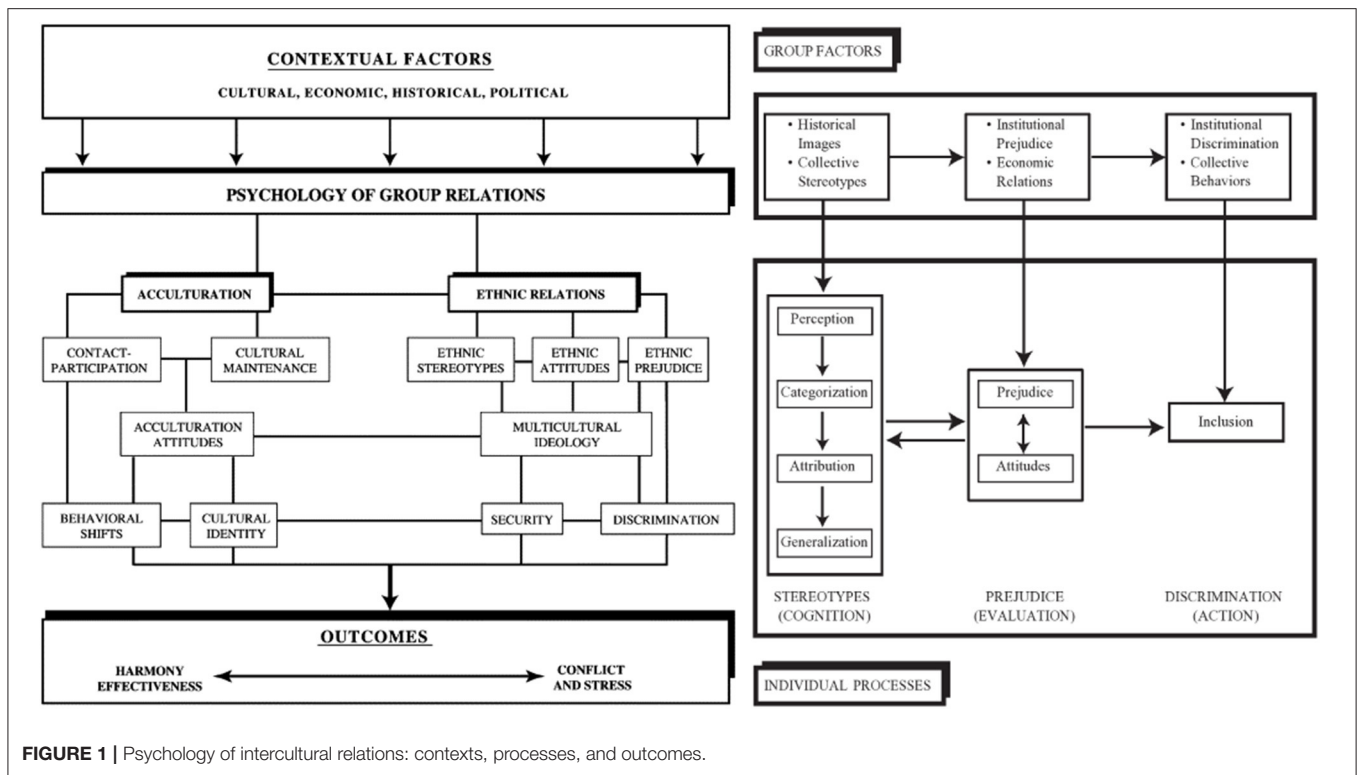 CONTEXTUAL FACTORS
CULTURAL, ECONOMIC, HISTORICAL, POLITICAL
PSYCHOLOGY OF GROUP RELATIONS
ACCULTURATION
ETHNIC RELATIONS
CONTACT-
PARTICIPATION
CULTURAL
MAINTENANCE
ETHNIC
STEREOTYPES
ETHNIC
ATTITUDES
ETHNIC
PREJUDICE
ACCULTURATION
ATTITUDES
MULTICULTURAL
IDEOLOGY
BEHAVIORAL
SHIFTS
CULTURAL
IDENTITY
SECURITY
DISCRIMINATION
OUTCOMES
HARMONY
EFFECTIVENESS
CONFLICT
AND STRESS
GROUP FACTORS
• Historical
Images
• Collective
Stereotypes
• Institutional
Prejudice
• Economic
Relations
• Institutional
Discrimination
• Collective
Behaviors
Perception
Categorization
Attribution
Generalization
Prejudice
Attitudes
Inclusion
STEREOTYPES
(COGNITION)
PREJUDICE
(EVALUATION)
DISCRIMINATION
(ACTION)
INDIVIDUAL PROCESSES
FIGURE 1 | Psychology of intercultural relations: contexts, processes, and outcomes.